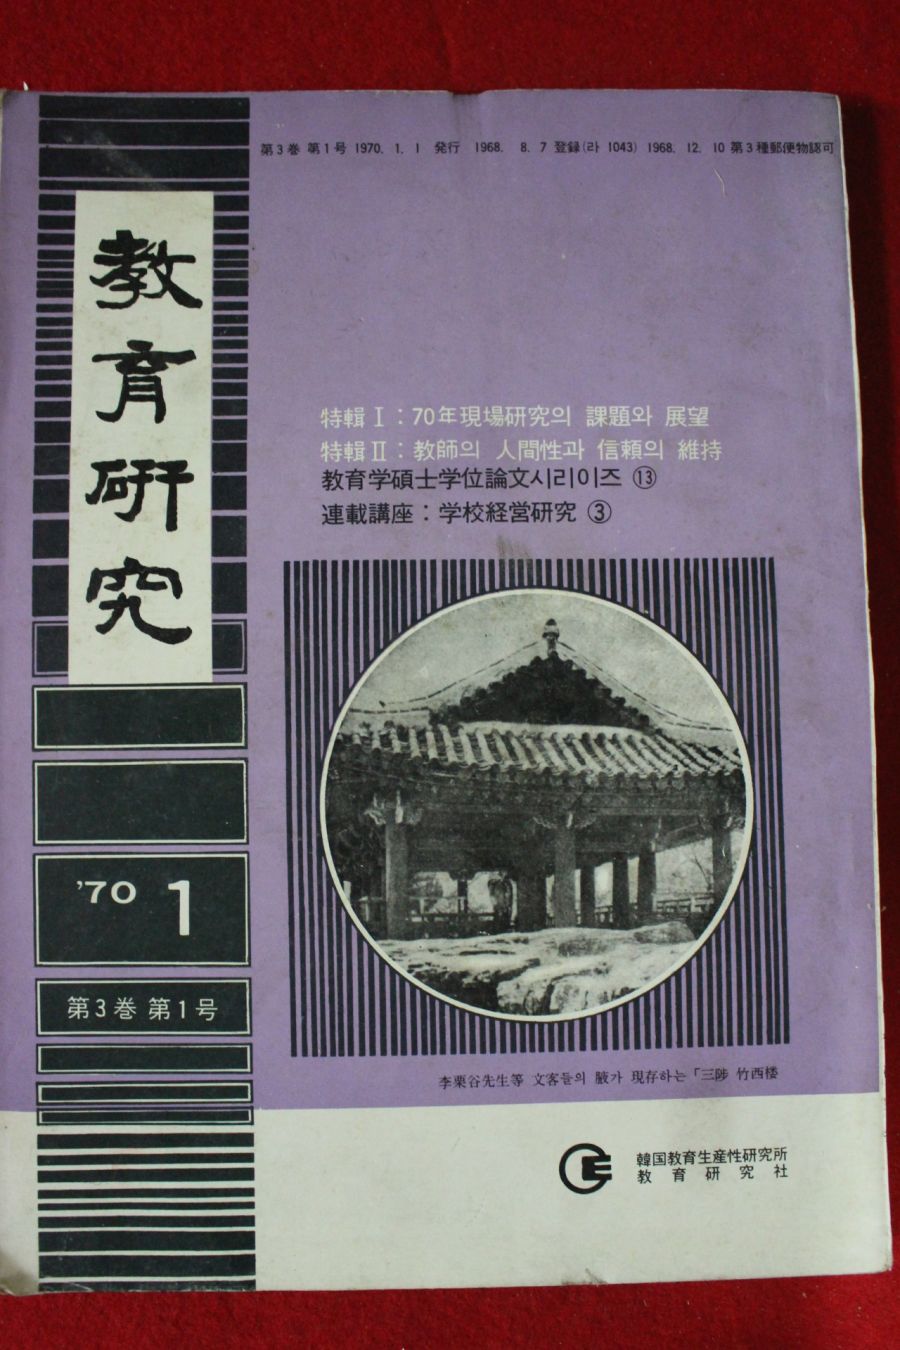 第3巻 第1号 1970. 1. 1 発行 1968. 8. 7 登録(라 1043) 1968. 12. 10 第3種郵便物認可
教育研究
特輯 I : 70年現場研究의 課題와 展望
特輯 II : 教師의 人間性과 信頼의 維持
教育学碩士学位論文시리이즈 ⑬
連載講座 : 学校経営研究 ③
'70 1
第3巻 第1号
李栗谷先生等 文客들의 腋가 現存하는「三陟 竹西楼
韓国教育生産性研究所
教育研究社